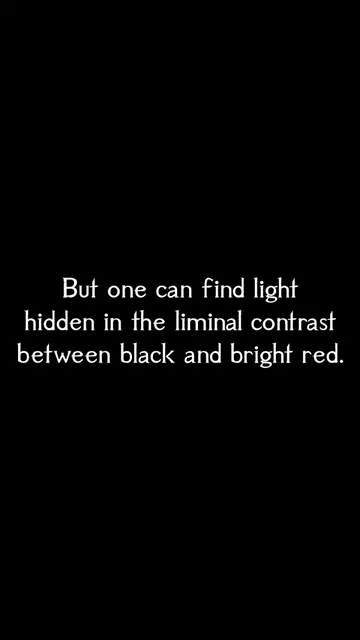 But one can find light
hidden in the liminal contrast
between black and bright red.